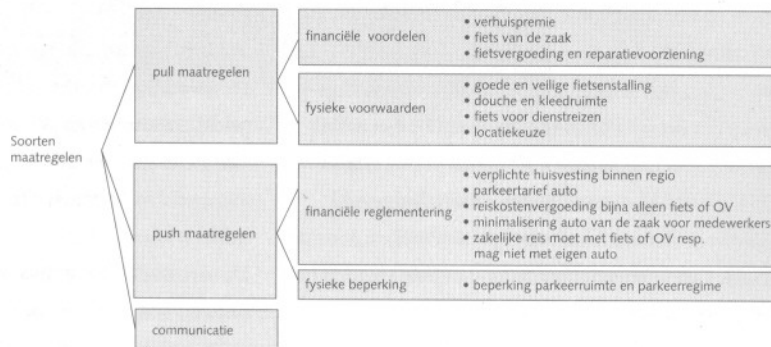 Soorten
maatregelen
pull maatregelen
financiële voordelen
• verhuispremie
• fiets van de zaak
• fietsvergoeding en reparatievoorziening
fysieke voorwaarden
• goede en veilige fietsenstalling
• douche en kleedruimte
• fiets voor dienstreizen
• locatiekeuze
push maatregelen
financiële reglementering
• verplichte huisvesting binnen regio
• parkeertarief auto
• reiskostenvergoeding bijna alleen fiets of OV
• minimalisering auto van de zaak voor medewerkers
• zakelijke reis moet met fiets of OV resp.
mag niet met eigen auto
fysieke beperking
• beperking parkeerruimte en parkeerregime
communicatie